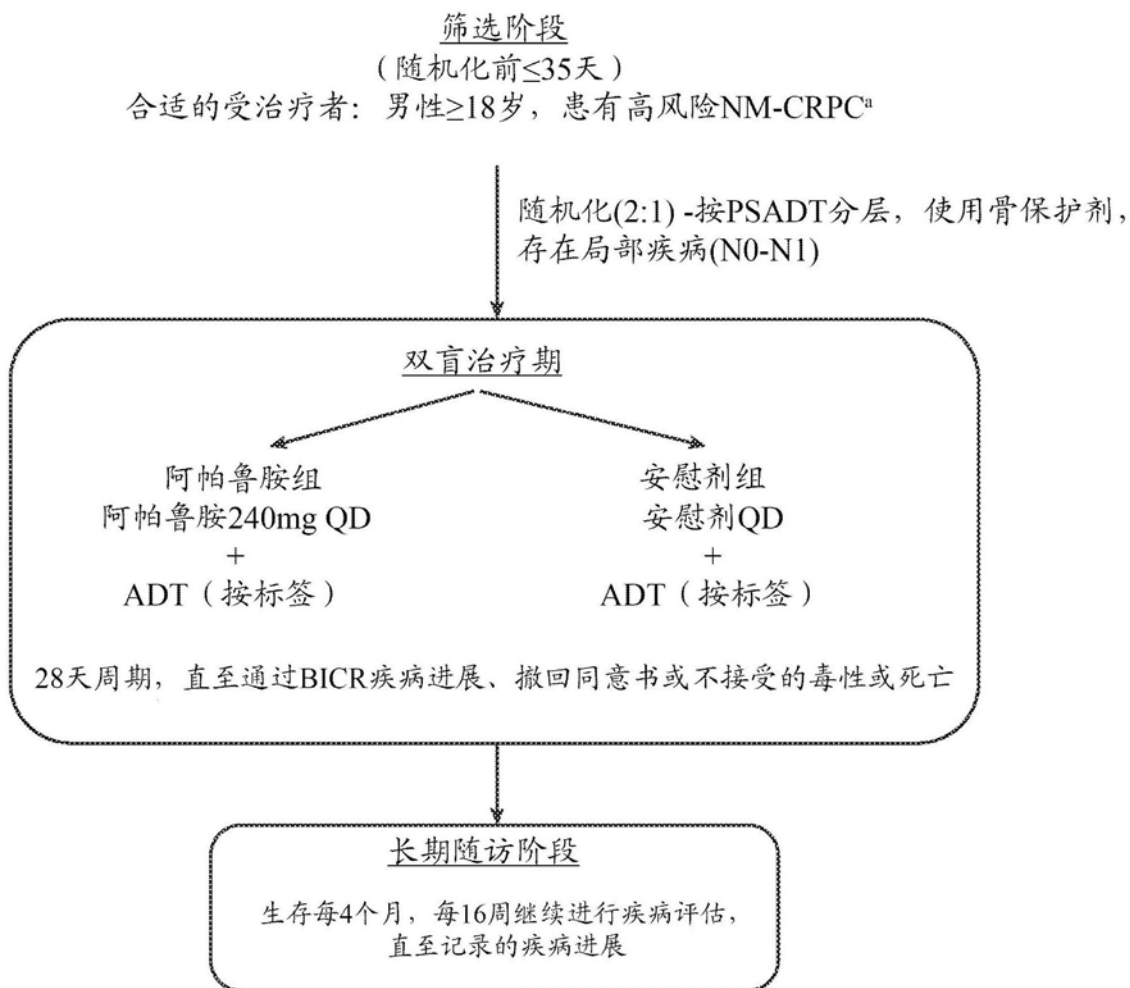 筛选阶段
（随机化前≤35天）
合适的受治疗者：男性≥18岁，患有高风险NM-CRPCᵃ
随机化(2:1) -按PSADT分层，使用骨保护剂，
存在局部疾病(N0-N1)
双盲治疗期
阿帕鲁胺组
阿帕鲁胺240mg QD
+
ADT（按标签）
安慰剂组
安慰剂QD
+
ADT（按标签）
28天周期，直至通过BICR疾病进展、撤回同意书或不接受的毒性或死亡
长期随访阶段
生存每4个月，每16周继续进行疾病评估，
直至记录的疾病进展